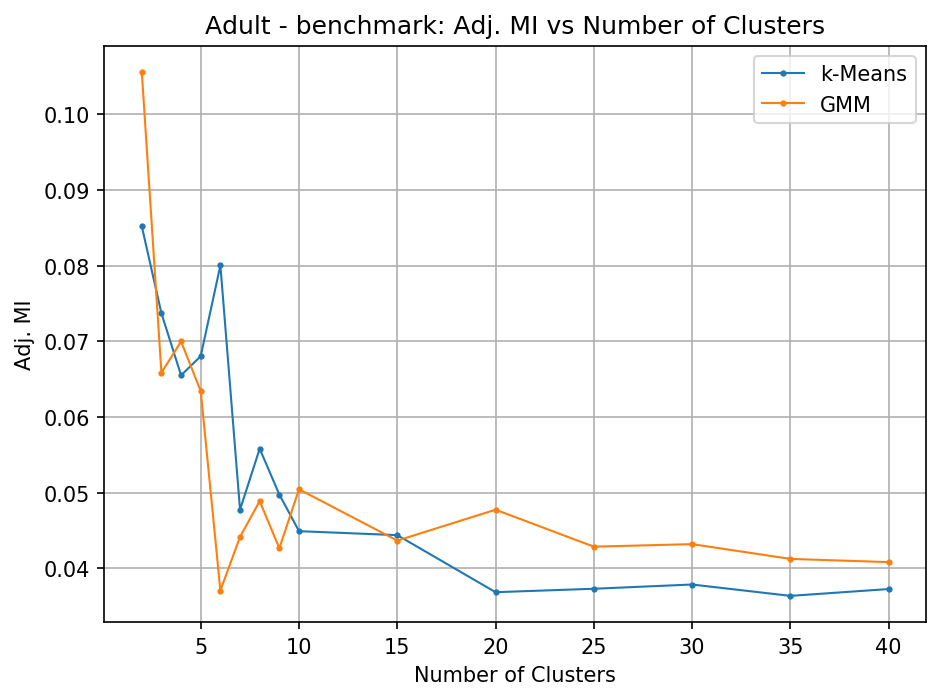 Adult - benchmark: Adj. MI vs Number of Clusters
k-Means
GMM
Adj. MI
0.10
0.09
0.08
0.07
0.06
0.05
0.04
5 10 15 20 25 30 35 40
Number of Clusters